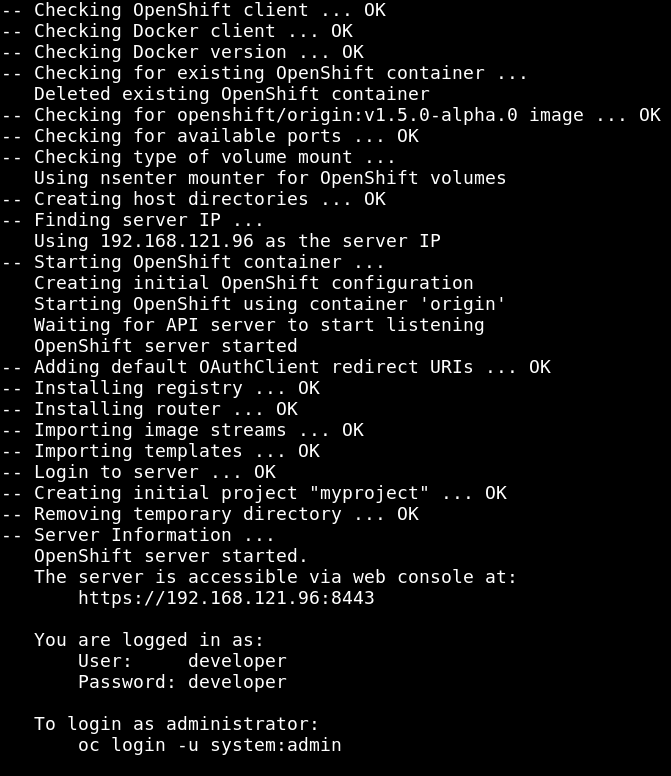 -- Checking OpenShift client ... OK
-- Checking Docker client ... OK
-- Checking Docker version ... OK
-- Checking for existing OpenShift container ...
   Deleted existing OpenShift container
-- Checking for openshift/origin:v1.5.0-alpha.0 image ... OK
-- Checking for available ports ... OK
-- Checking type of volume mount ...
   Using nsenter mounter for OpenShift volumes
-- Creating host directories ... OK
-- Finding server IP ...
   Using 192.168.121.96 as the server IP
-- Starting OpenShift container ...
   Creating initial OpenShift configuration
   Starting OpenShift using container 'origin'
   Waiting for API server to start listening
   OpenShift server started
-- Adding default OAuthClient redirect URIs ... OK
-- Installing registry ... OK
-- Installing router ... OK
-- Importing image streams ... OK
-- Importing templates ... OK
-- Login to server ... OK
-- Creating initial project "myproject" ... OK
-- Removing temporary directory ... OK
-- Server Information ...
   OpenShift server started.
   The server is accessible via web console at:
       https://192.168.121.96:8443

   You are logged in as:
       User:     developer
       Password: developer

   To login as administrator:
       oc login -u system:admin